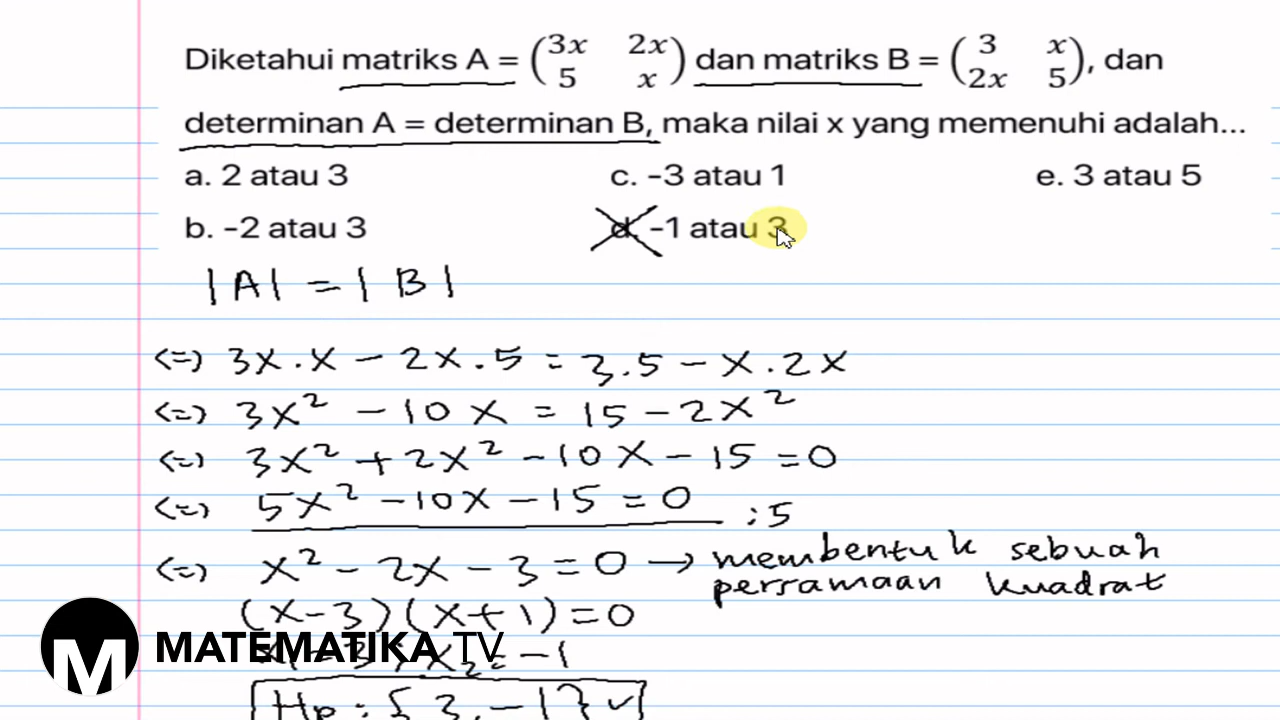 Diketahui matriks A = (3x 2x
5 x) dan matriks B = (3 x
2x 5), dan
determinan A = determinan B, maka nilai x yang memenuhi adalah...
a. 2 atau 3 c. -3 atau 1 e. 3 atau 5
b. -2 atau 3 d. -1 atau 3
|A| = |B|
<=> 3x.x - 2x.5 = 3.5 - x.2x
<=> 3x² - 10x = 15 - 2x²
<=> 3x² + 2x² - 10x - 15 = 0
<=> 5x² - 10x - 15 = 0 :5
<=> x² - 2x - 3 = 0 → membentuk sebuah
persamaan kuadrat
(x-3)(x+1) = 0
x₂ = -1
M MATEMATIKA TV
Hp : {3, -1} ✓